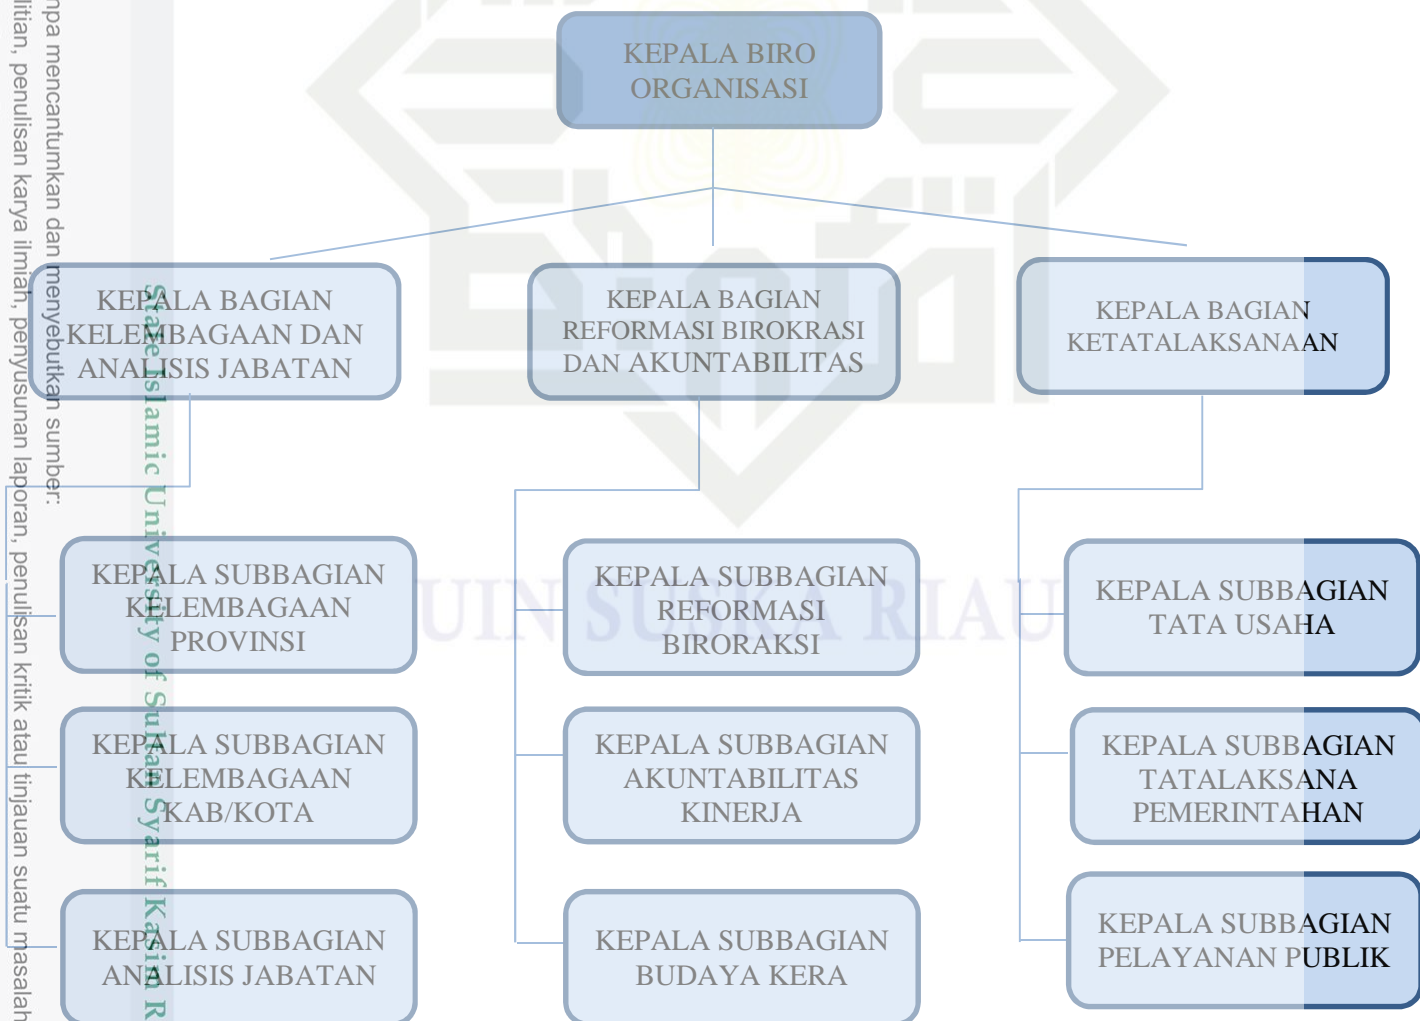 KEPALA BIRO
ORGANISASI
KEPALA BAGIAN
KELEMBAGAAN DAN
ANALISIS JABATAN
KEPALA BAGIAN
REFORMASI BIROKRASI
DAN AKUNTABILITAS
KEPALA BAGIAN
KETATALAKSANAAN
KEPALA SUBBAGIAN
KELEMBAGAAN
PROVINSI
KEPALA SUBBAGIAN
REFORMASI
BIRORAKSI
KEPALA SUBBAGIAN
TATA USAHA
KEPALA SUBBAGIAN
KELEMBAGAAN
KAB/KOTA
KEPALA SUBBAGIAN
AKUNTABILITAS
KINERJA
KEPALA SUBBAGIAN
TATALAKSANA
PEMERINTAHAN
KEPALA SUBBAGIAN
ANALISIS JABATAN
KEPALA SUBBAGIAN
BUDAYA KERA
KEPALA SUBBAGIAN
PELAYANAN PUBLIK
UIN SUSKA RIAU
State Islamic University of Sultan Syarif Kasim R
npa mencantumkan dan menyebutkan sumber:
litian, penulisan karya ilmiah, penyusunan laporan, penulisan kritik atau tinjauan suatu masalah